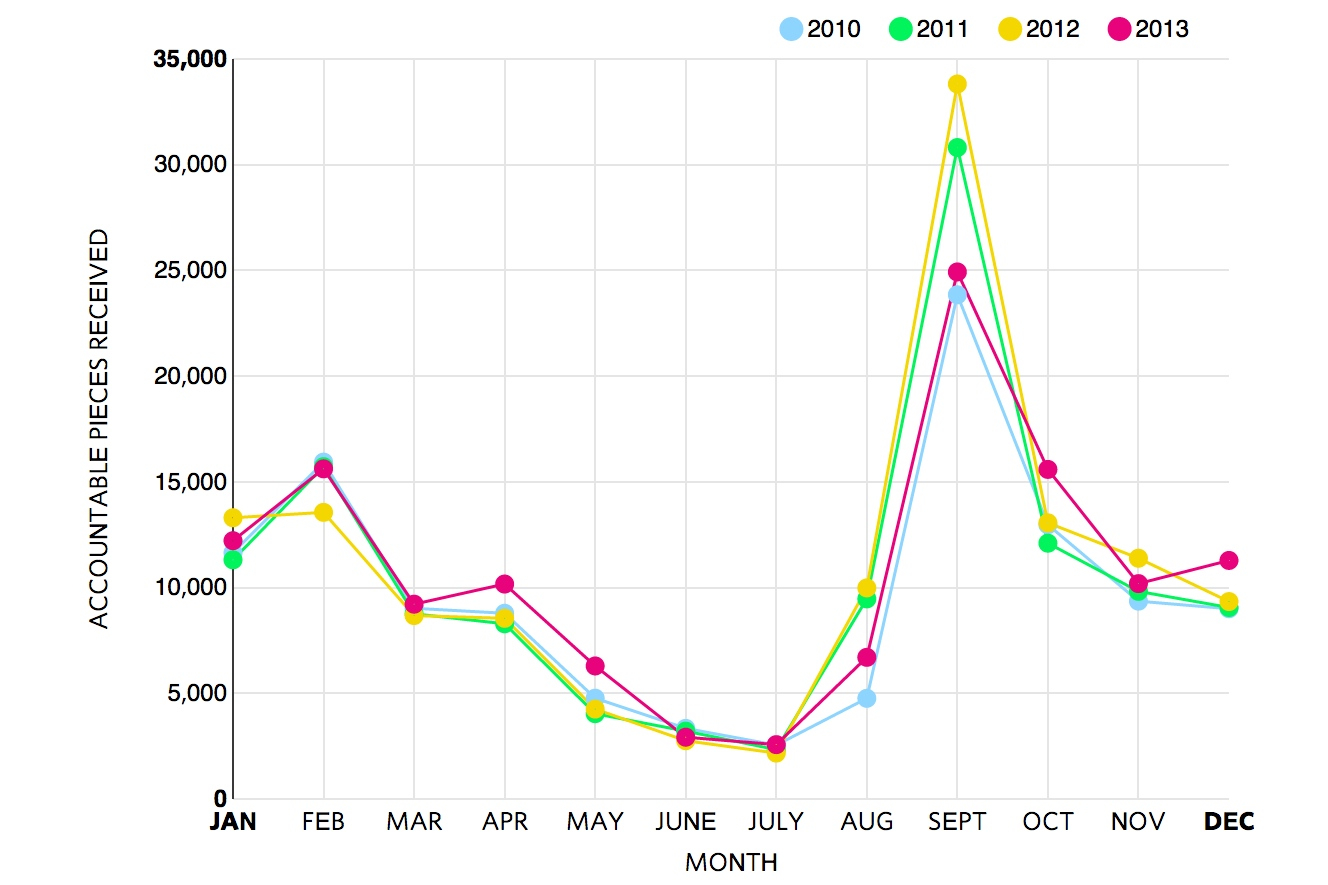 2010 2011 2012 2013
35,000
30,000
25,000
20,000
15,000
10,000
5,000
0
ACCOUNTABLE PIECES RECEIVED
JAN FEB MAR APR MAY JUNE JULY AUG SEPT OCT NOV DEC
MONTH